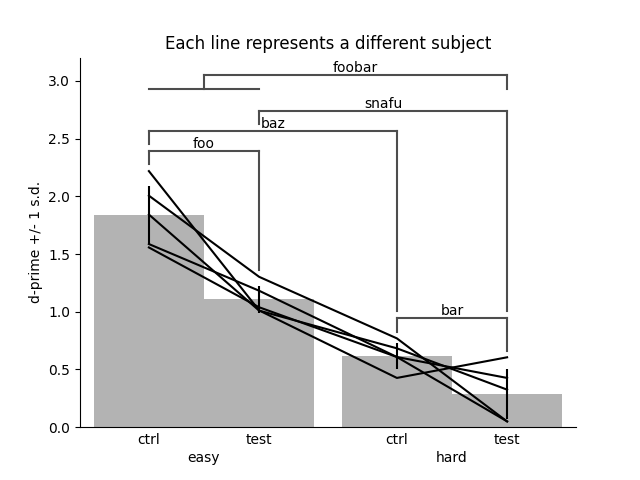 Each line represents a different subject
foobar
snafu
baz
foo
bar
d-prime +/- 1 s.d.
3.0
2.5
2.0
1.5
1.0
0.5
0.0
ctrl test ctrl test
easy hard